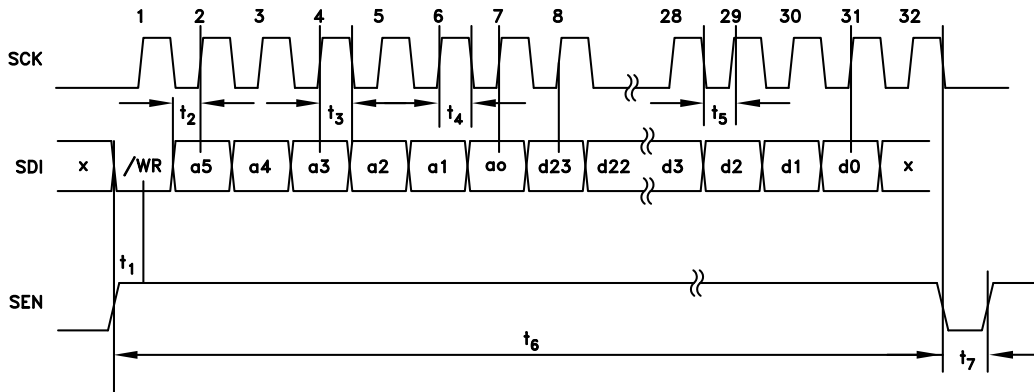 1 2 3 4 5 6 7 8 28 29 30 31 32
SCK
t2 t3 t4 t5
SDI x /WR a5 a4 a3 a2 a1 ao d23 d22 d3 d2 d1 d0 x
t1
SEN
t6 t7